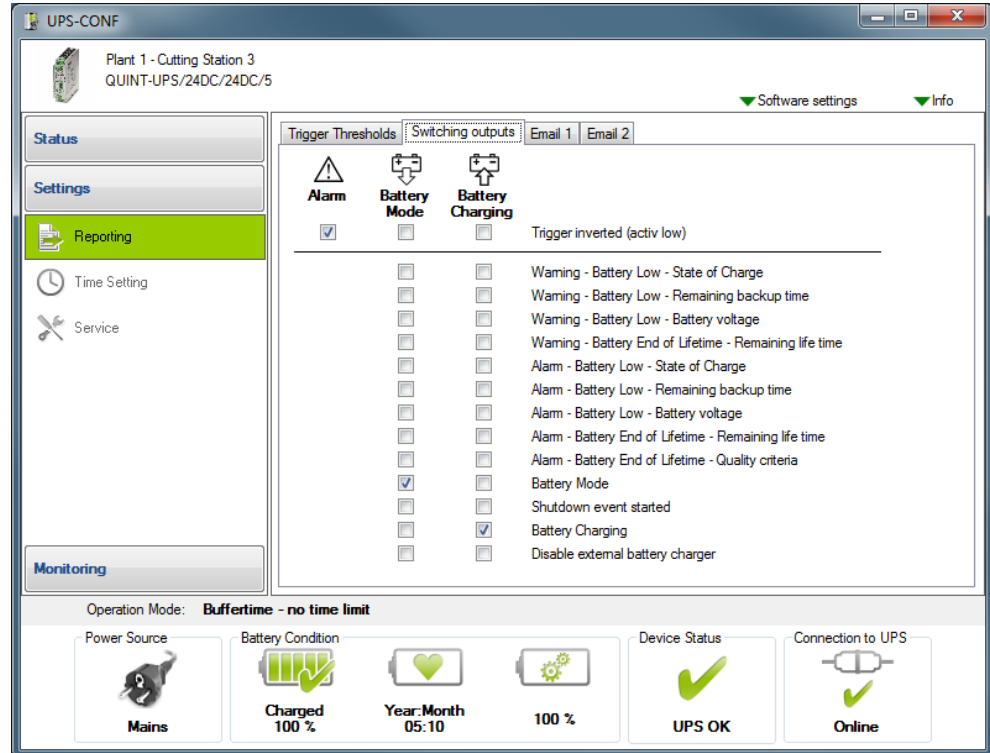 UPS-CONF
Plant 1 - Cutting Station 3
QUINT-UPS/24DC/24DC/5
Software settings
Info
Status
Settings
Reporting
Time Setting
Service
Monitoring
Trigger Thresholds
Switching outputs
Email 1
Email 2
Alarm
Battery
Mode
Battery
Charging
Trigger inverted (activ low)
Warning - Battery Low - State of Charge
Warning - Battery Low - Remaining backup time
Warning - Battery Low - Battery voltage
Warning - Battery End of Lifetime - Remaining life time
Alarm - Battery Low - State of Charge
Alarm - Battery Low - Remaining backup time
Alarm - Battery Low - Battery voltage
Alarm - Battery End of Lifetime - Remaining life time
Alarm - Battery End of Lifetime - Quality criteria
Battery Mode
Shutdown event started
Battery Charging
Disable external battery charger
Operation Mode: Buffertime - no time limit
Power Source
Mains
Battery Condition
Charged
100 %
Year:Month
05:10
100 %
Device Status
UPS OK
Connection to UPS
Online